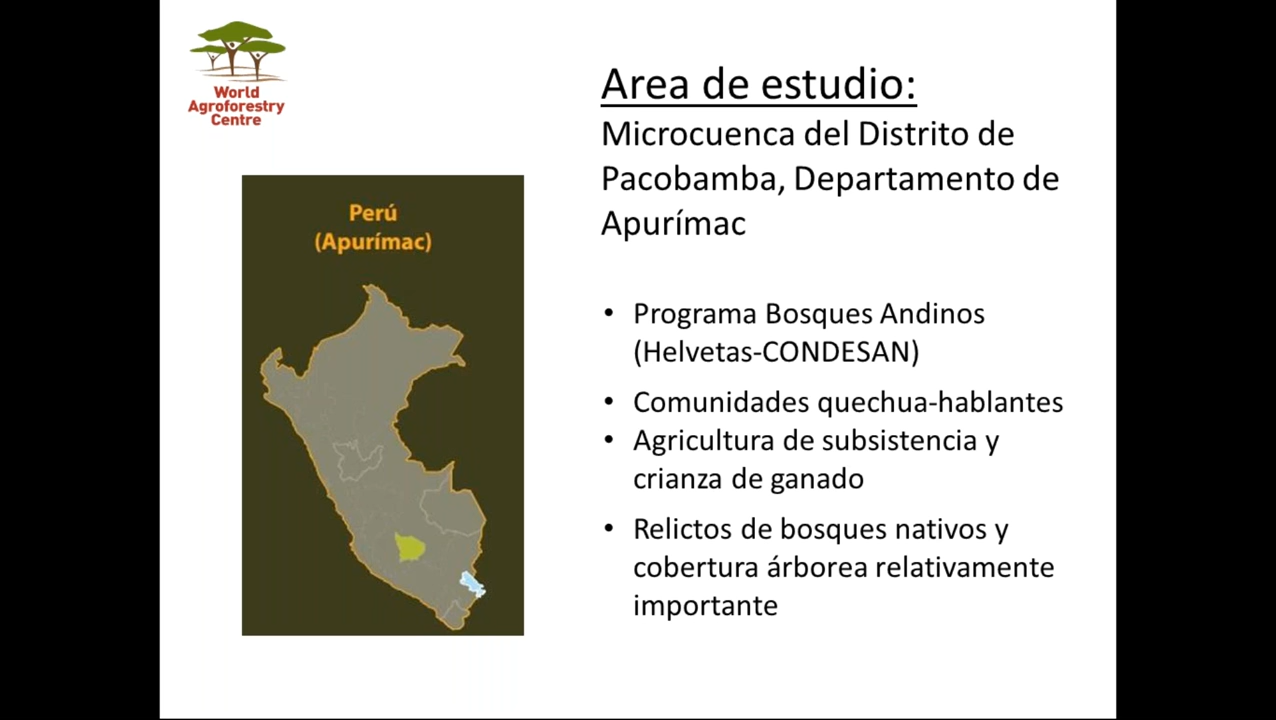 World
Agroforestry
Centre
Perú
(Apurímac)
Area de estudio:
Microcuenca del Distrito de
Pacobamba, Departamento de
Apurímac
• Programa Bosques Andinos
(Helvetas-CONDESAN)
• Comunidades quechua-hablantes
• Agricultura de subsistencia y
crianza de ganado
• Relictos de bosques nativos y
cobertura árborea relativamente
importante